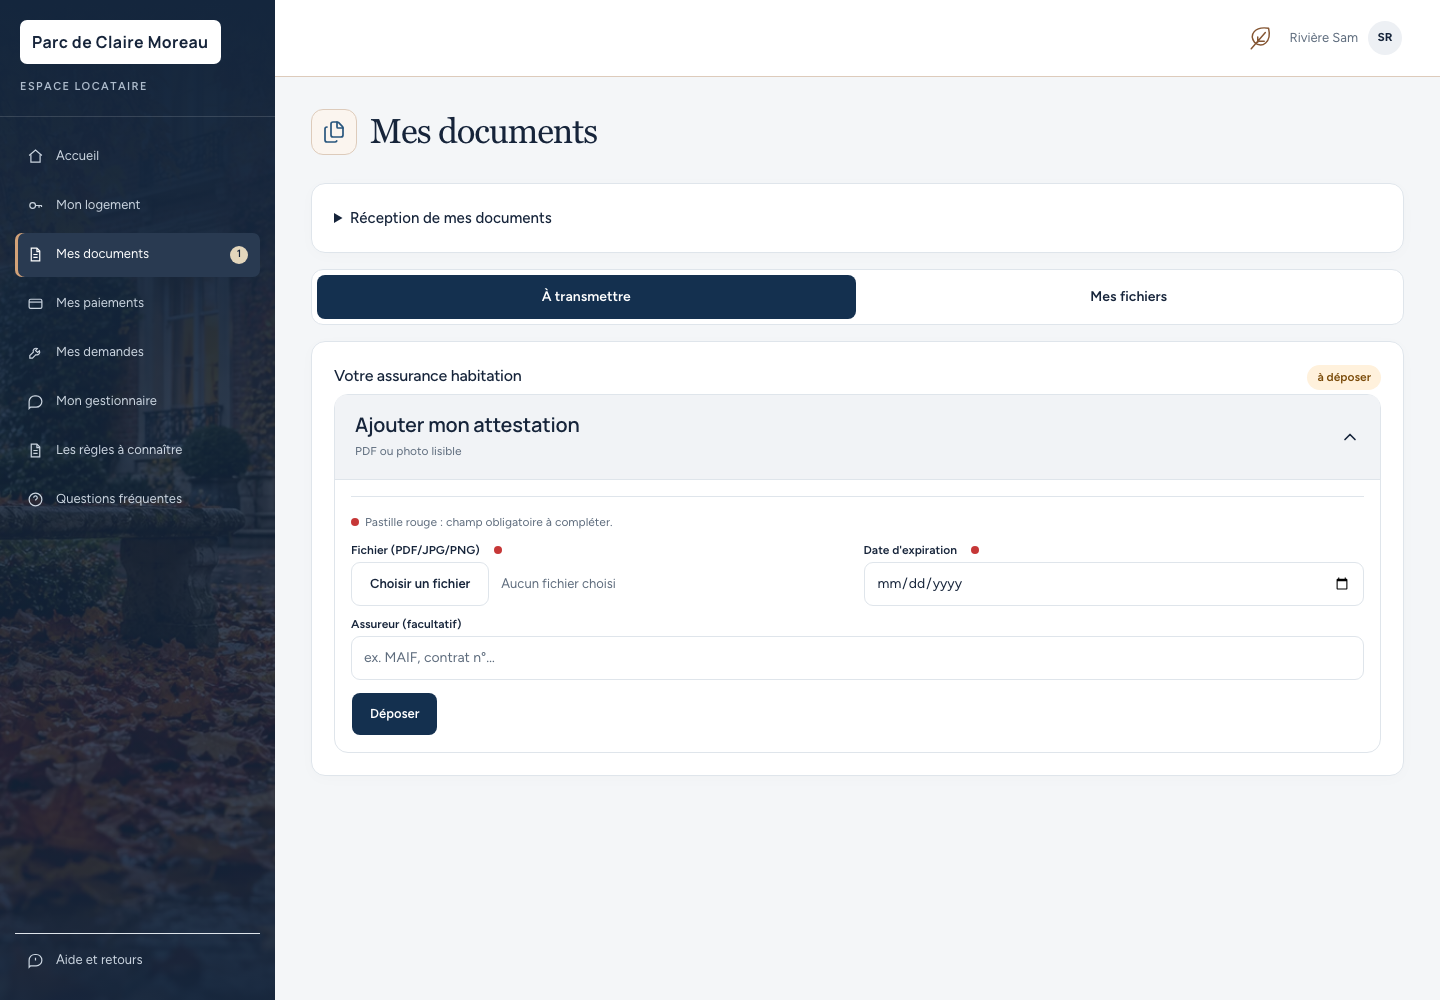 Parc de Claire Moreau
ESPACE LOCATAIRE
Accueil
Mon logement
Mes documents
1
Mes paiements
Mes demandes
Mon gestionnaire
Les règles à connaître
Questions fréquentes
Aide et retours
Rivière Sam
SR
Mes documents
Réception de mes documents
À transmettre
Mes fichiers
Votre assurance habitation
à déposer
Ajouter mon attestation
PDF ou photo lisible
Pastille rouge : champ obligatoire à compléter.
Fichier (PDF/JPG/PNG)
Date d'expiration
Choisir un fichier
Aucun fichier choisi
mm/dd/yyyy
Assureur (facultatif)
ex. MAIF, contrat n°...
Déposer